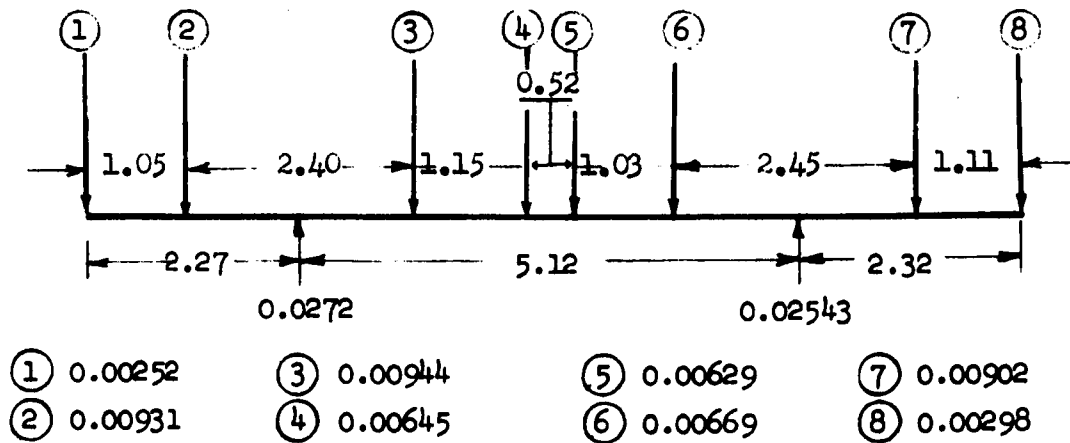 ① ② ③ ④ ⑤ ⑥ ⑦ ⑧
0.52
1.05 2.40 1.15 1.03 2.45 1.11
2.27 5.12 2.32
0.0272 0.02543
① 0.00252 ③ 0.00944 ⑤ 0.00629 ⑦ 0.00902
② 0.00931 ④ 0.00645 ⑥ 0.00669 ⑧ 0.00298